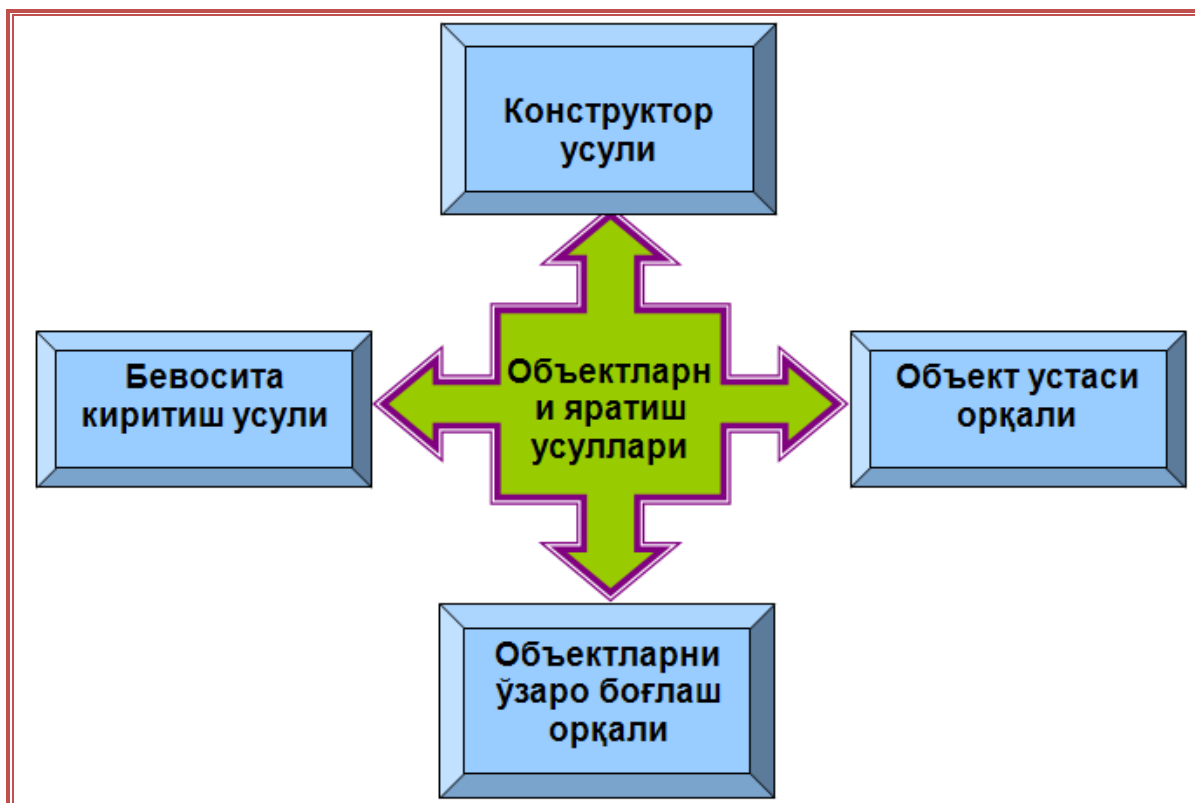 Конструктор
усули
Бевосита
киритиш усули
Объектларн
и яратиш
усуллари
Объект устаси
орқали
Объектларни
ўзаро боғлаш
орқали